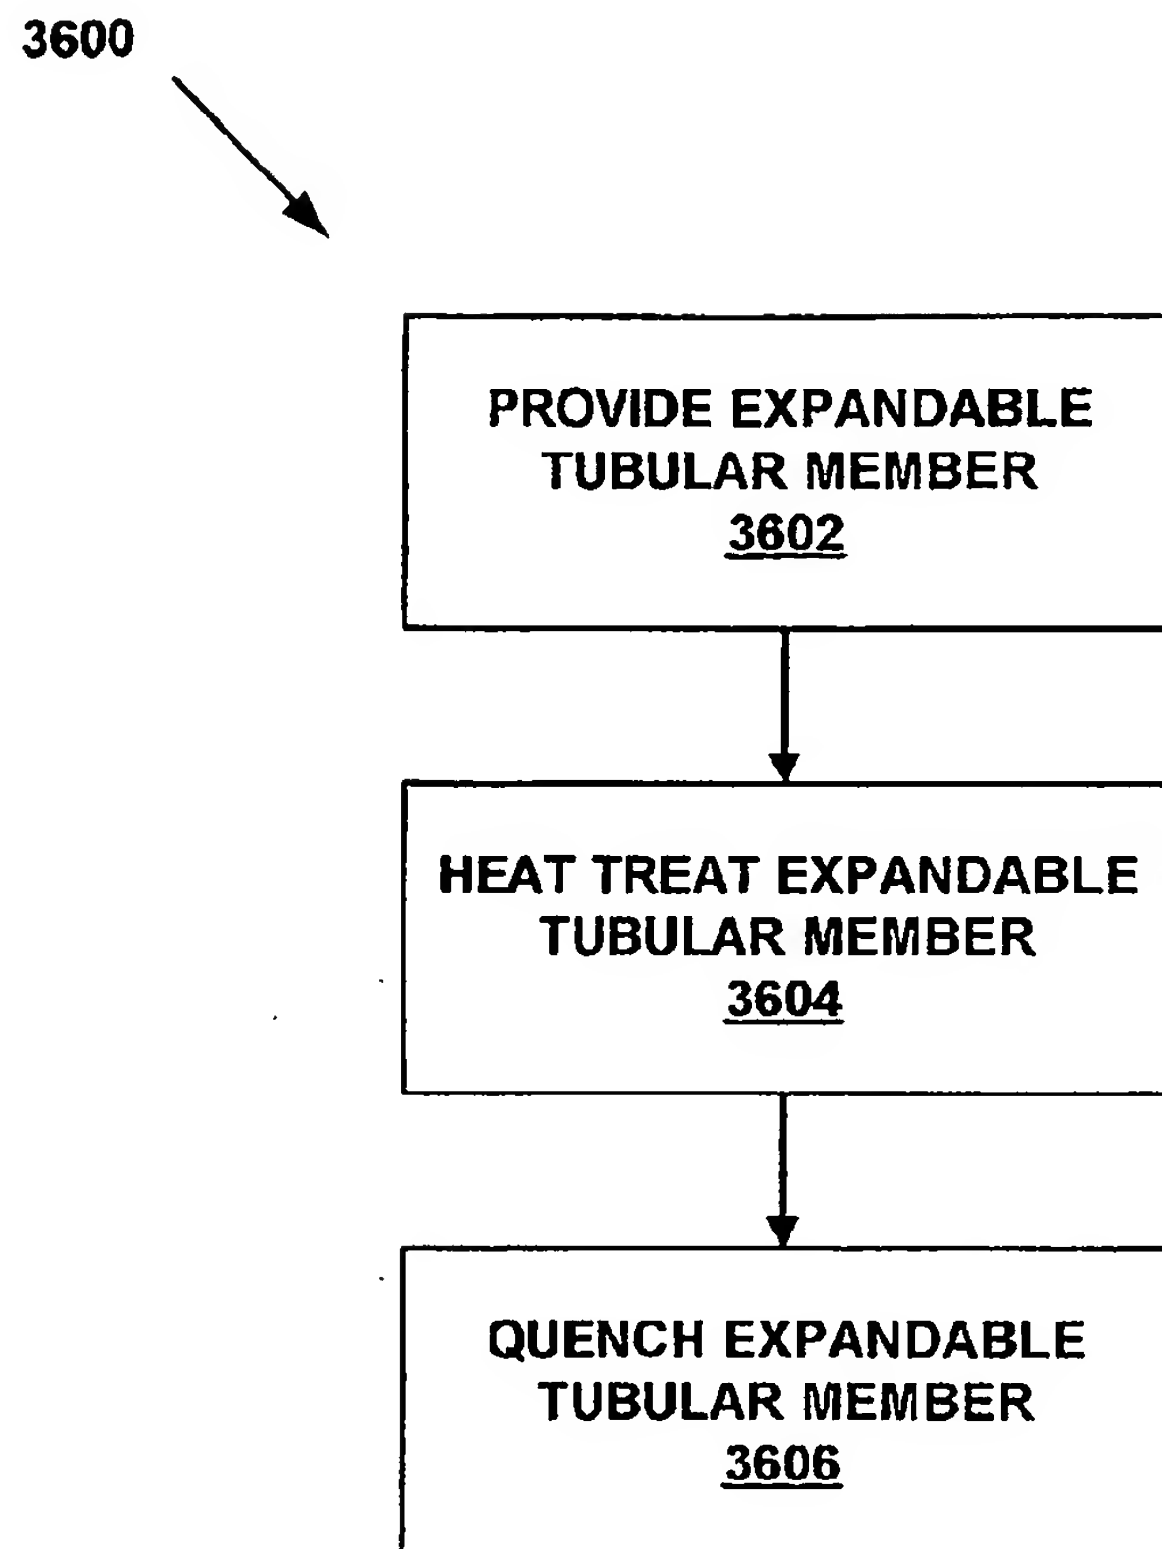 3600
PROVIDE EXPANDABLE
TUBULAR MEMBER
3602
HEAT TREAT EXPANDABLE
TUBULAR MEMBER
3604
QUENCH EXPANDABLE
TUBULAR MEMBER
3606